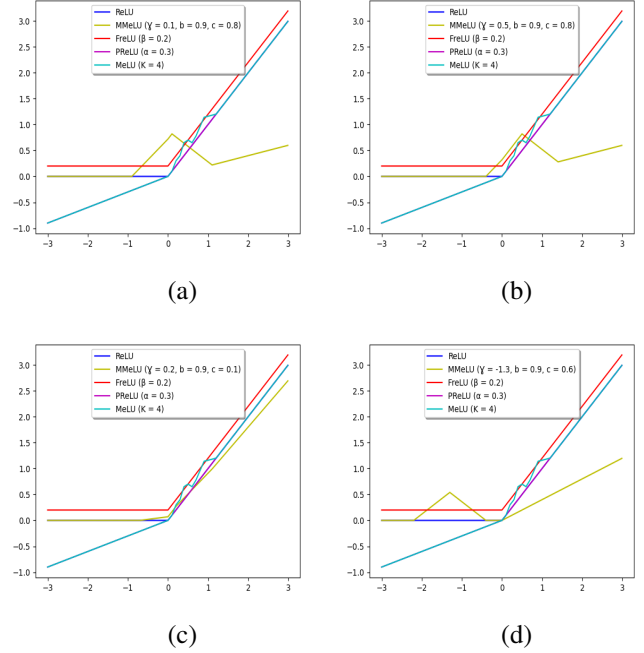 3.0
2.5
2.0
1.5
1.0
0.5
0.0
−0.5
−1.0
−3 −2 −1 0 1 2 3
ReLU
MMeLU (Ɣ = 0.1, b = 0.9, c = 0.8)
FreLU (β = 0.2)
PReLU (α = 0.3)
MeLU (K = 4)
(a)
3.0
2.5
2.0
1.5
1.0
0.5
0.0
−0.5
−1.0
−3 −2 −1 0 1 2 3
ReLU
MMeLU (Ɣ = 0.5, b = 0.9, c = 0.8)
FreLU (β = 0.2)
PReLU (α = 0.3)
MeLU (K = 4)
(b)
3.0
2.5
2.0
1.5
1.0
0.5
0.0
−0.5
−1.0
−3 −2 −1 0 1 2 3
ReLU
MMeLU (Ɣ = 0.2, b = 0.9, c = 0.1)
FreLU (β = 0.2)
PReLU (α = 0.3)
MeLU (K = 4)
(c)
3.0
2.5
2.0
1.5
1.0
0.5
0.0
−0.5
−1.0
−3 −2 −1 0 1 2 3
ReLU
MMeLU (Ɣ = -1.3, b = 0.9, c = 0.6)
FreLU (β = 0.2)
PReLU (α = 0.3)
MeLU (K = 4)
(d)